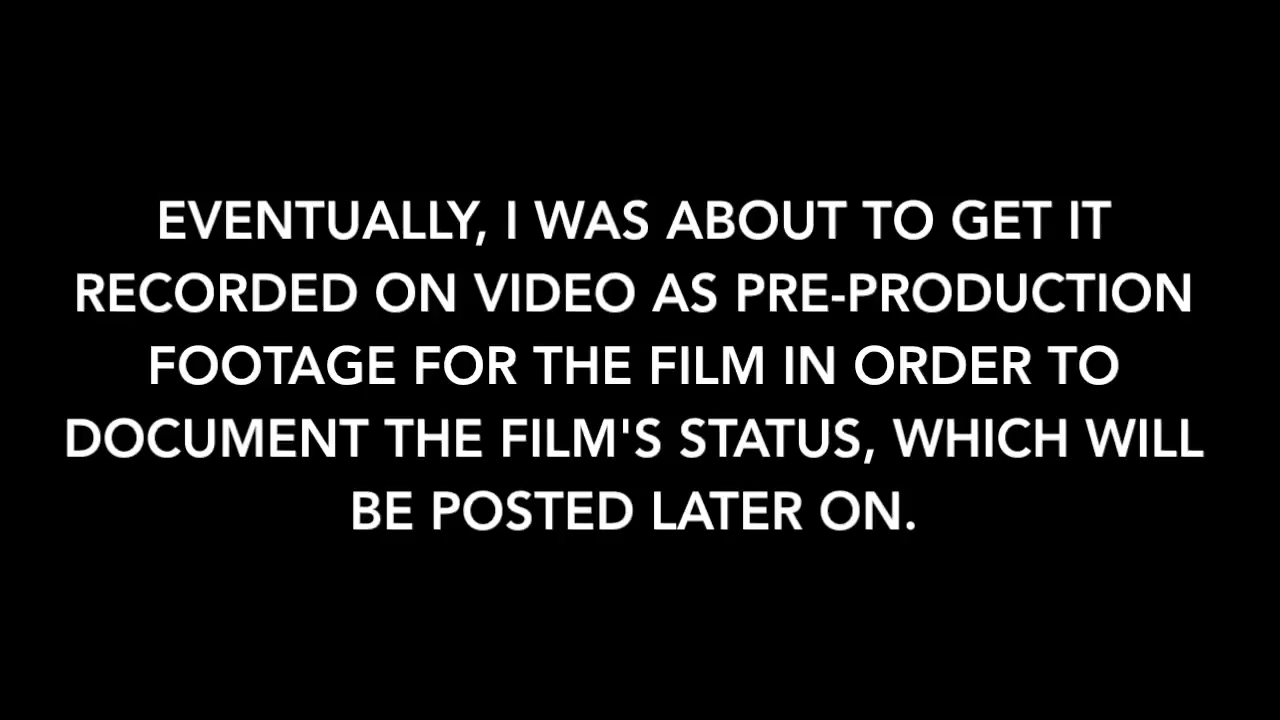 EVENTUALLY, I WAS ABOUT TO GET IT
RECORDED ON VIDEO AS PRE-PRODUCTION
FOOTAGE FOR THE FILM IN ORDER TO
DOCUMENT THE FILM'S STATUS, WHICH WILL
BE POSTED LATER ON.